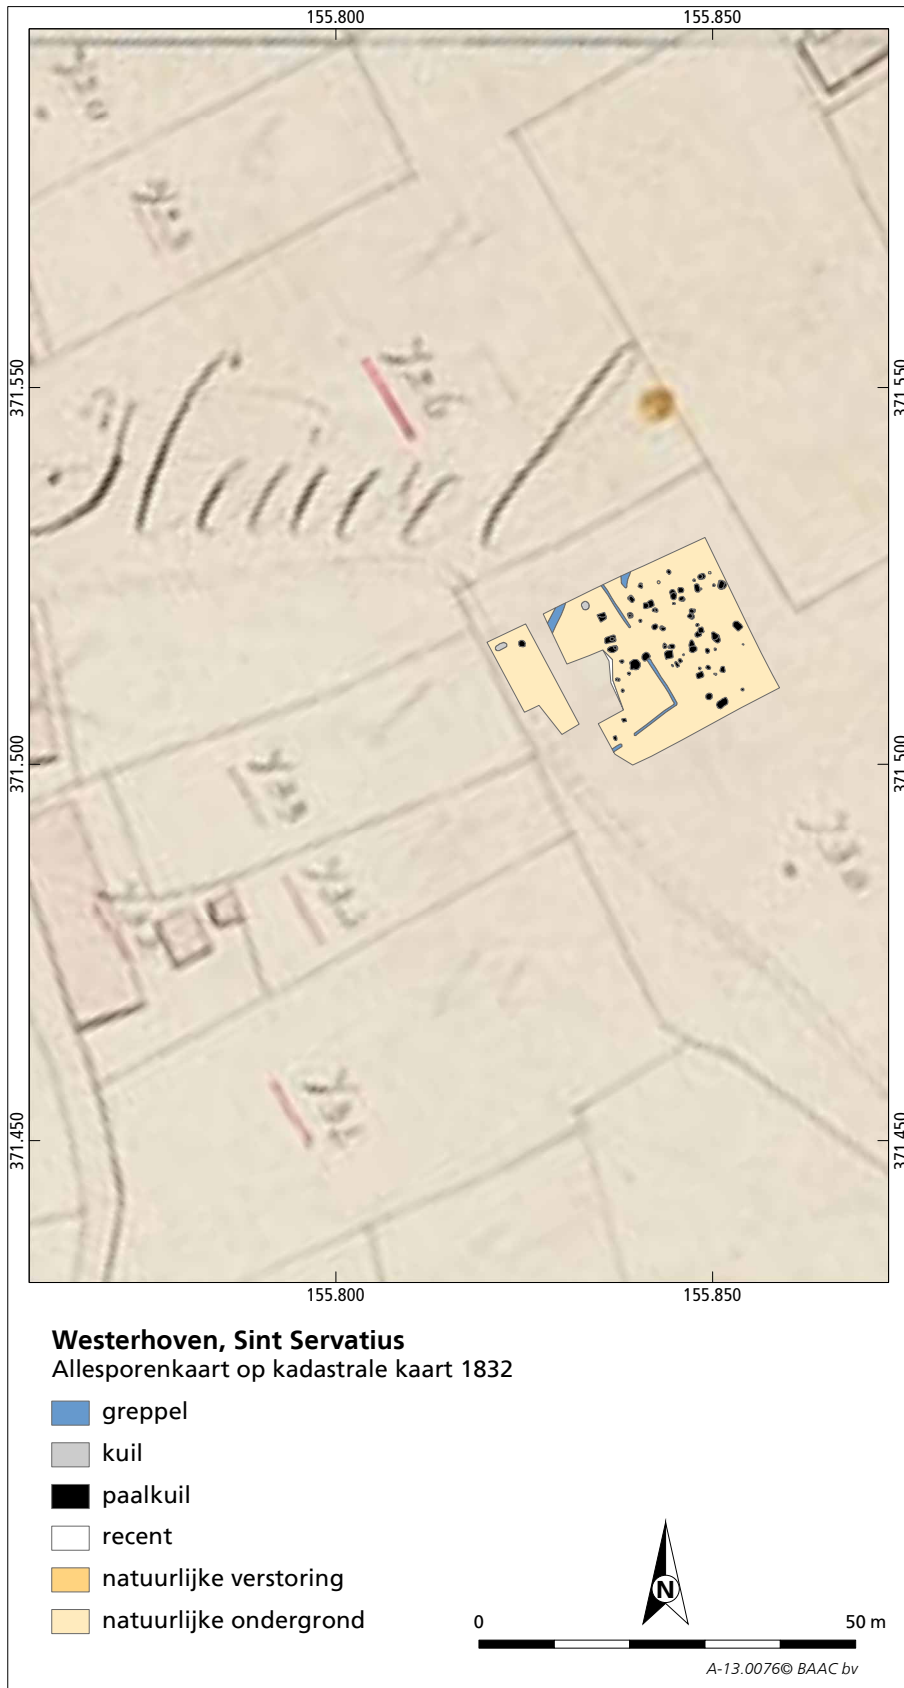 155.800 155.850
371.550 371.550
371.500 371.500
371.450 371.450
726
730
155.800 155.850
Westerhoven, Sint Servatius
Allesporenkaart op kadastrale kaart 1832
greppel
kuil
paalkuil
recent
natuurlijke verstoring
natuurlijke ondergrond
N
0 50 m
A-13.0076© BAAC bv